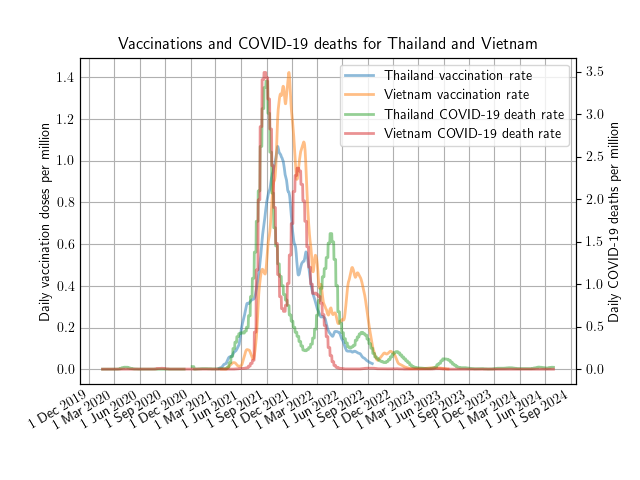 Vaccinations and COVID-19 deaths for Thailand and Vietnam
Thailand vaccination rate
Vietnam vaccination rate
Thailand COVID-19 death rate
Vietnam COVID-19 death rate
Daily vaccination doses per million
1.4
1.2
1.0
0.8
0.6
0.4
0.2
0.0
3.5
3.0
2.5
2.0
1.5
1.0
0.5
0.0
Daily COVID-19 deaths per million
1 Dec 2019
1 Mar 2020
1 Jun 2020
1 Sep 2020
1 Dec 2020
1 Mar 2021
1 Jun 2021
1 Sep 2021
1 Dec 2021
1 Mar 2022
1 Jun 2022
1 Sep 2022
1 Dec 2022
1 Mar 2023
1 Jun 2023
1 Sep 2023
1 Dec 2023
1 Mar 2024
1 Jun 2024
1 Sep 2024